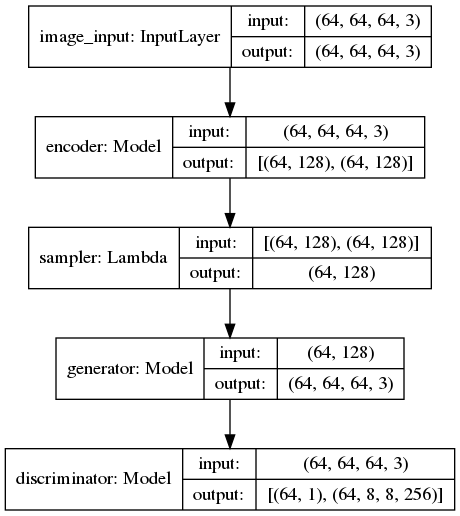 image_input: InputLayer
input: (64, 64, 64, 3)
output: (64, 64, 64, 3)
encoder: Model
input: (64, 64, 64, 3)
output: [(64, 128), (64, 128)]
sampler: Lambda
input: [(64, 128), (64, 128)]
output: (64, 128)
generator: Model
input: (64, 128)
output: (64, 64, 64, 3)
discriminator: Model
input: (64, 64, 64, 3)
output: [(64, 1), (64, 8, 8, 256)]